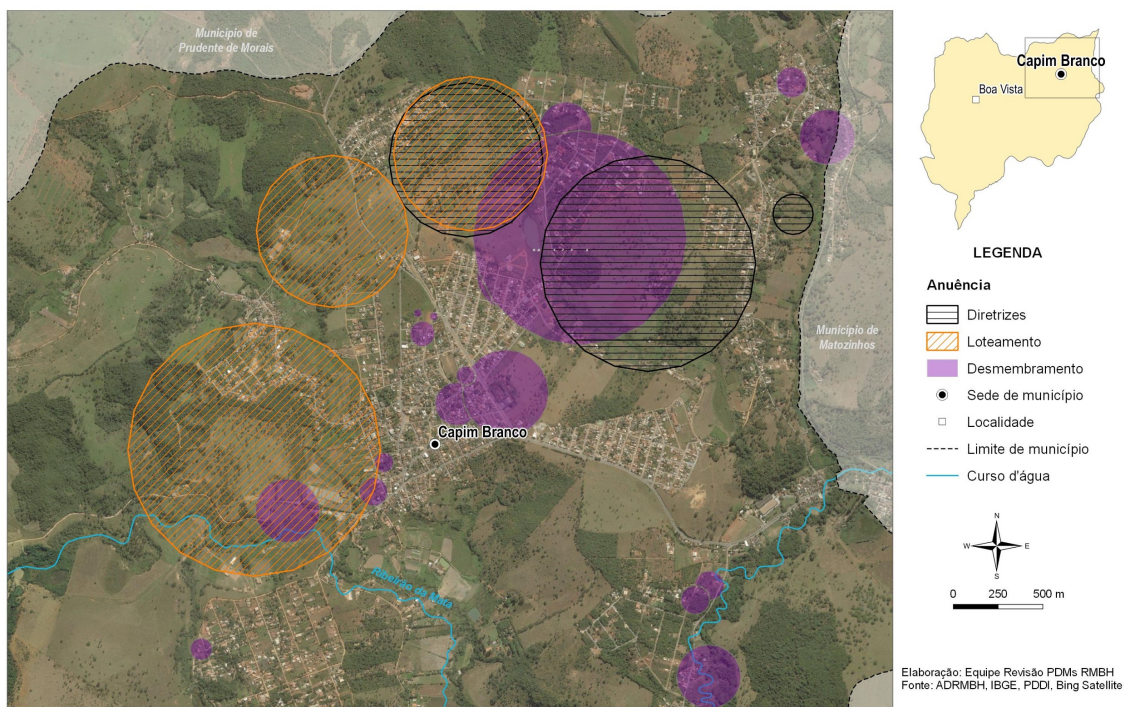 Município de
Prudente de Morais
Município de
Matozinhos
Capim Branco
Ribeirão da Mata
Capim Branco
Boa Vista
LEGENDA
Anuência
Diretrizes
Loteamento
Desmembramento
Sede de município
Localidade
Limite de município
Curso d'água
N
W
E
S
0 250 500 m
Elaboração: Equipe Revisão PDMs RMBH
Fonte: ADRMBH, IBGE, PDDI, Bing Satellite